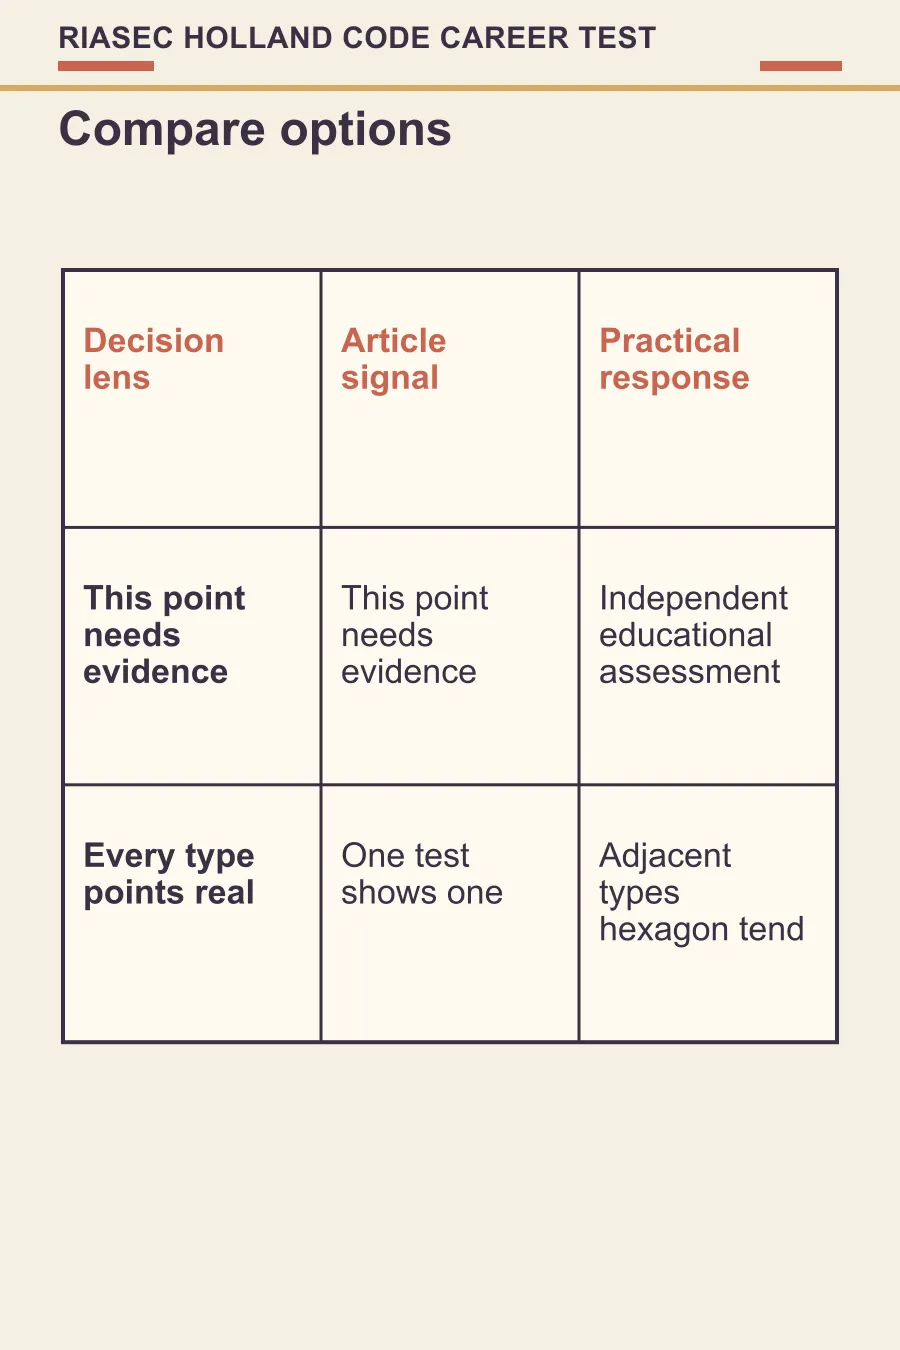 RIASEC HOLLAND CODE CAREER TEST
Compare options
Decision
lens
Article
signal
Practical
response
This point
needs
evidence
This point
needs
evidence
Independent
educational
assessment
Every type
points real
One test
shows one
Adjacent
types
hexagon tend